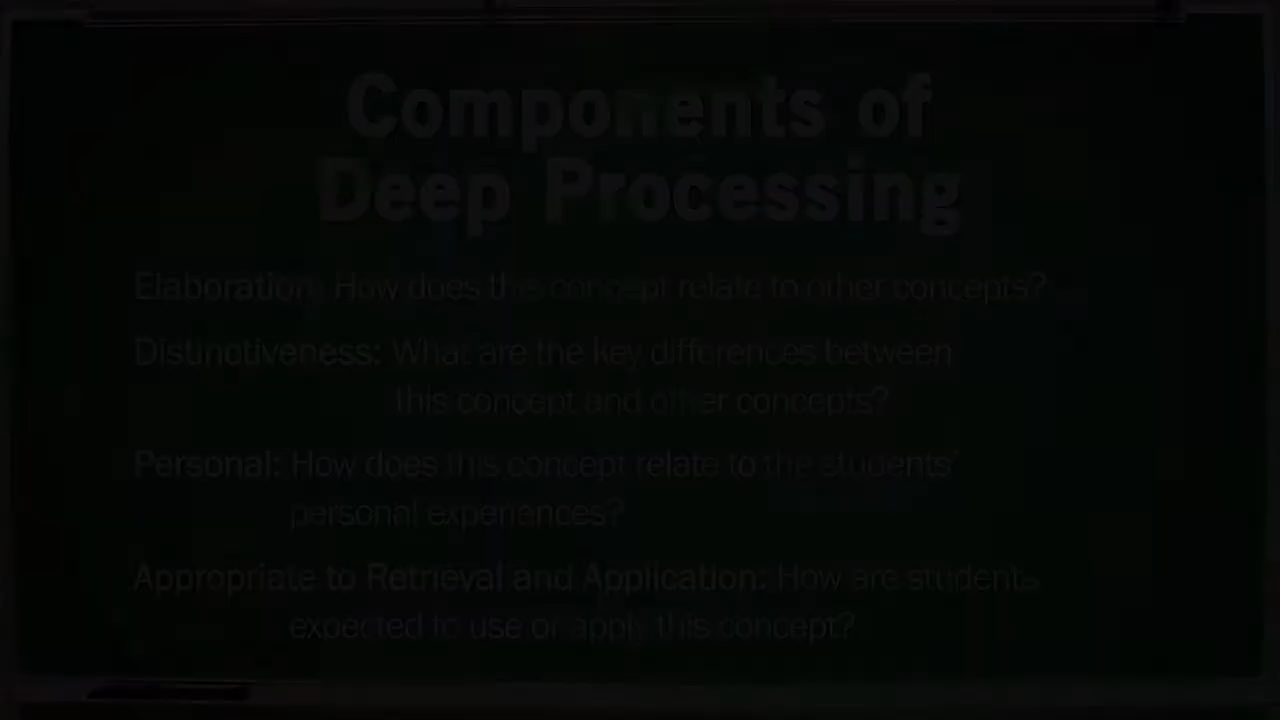 Components of
Deep Processing
Elaboration: How does this concept relate to other concepts?
Distinctiveness: What are the key differences between
this concept and other concepts?
Personal: How does this concept relate to the students'
personal experiences?
Appropriate to Retrieval and Application: How are students
expected to use or apply this concept?